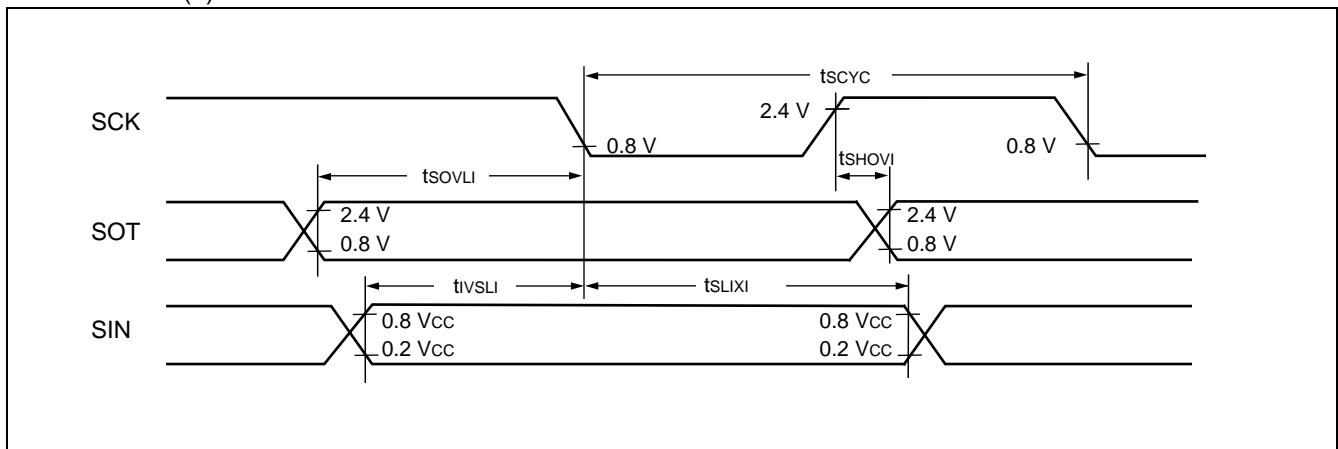 tSCYC
SCK
2.4 V
0.8 V
0.8 V
tSHOVI
tSOVLI
SOT
2.4 V
0.8 V
2.4 V
0.8 V
tIVSLI
tSLIXI
SIN
0.8 VCC
0.2 VCC
0.8 VCC
0.2 VCC